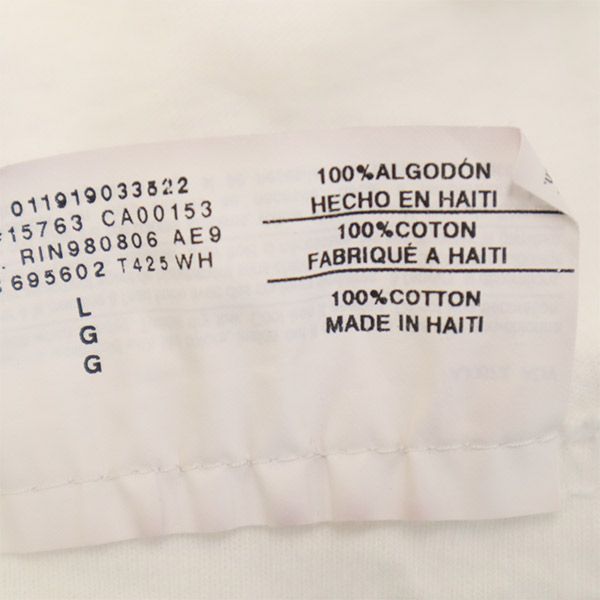 011919033522
15763 CA00153
RIN980806 AE9
695602 T425WH
L
G
G
100%ALGODÓN
HECHO EN HAITI
100%COTON
FABRIQUÉ A HAITI
100%COTTON
MADE IN HAITI